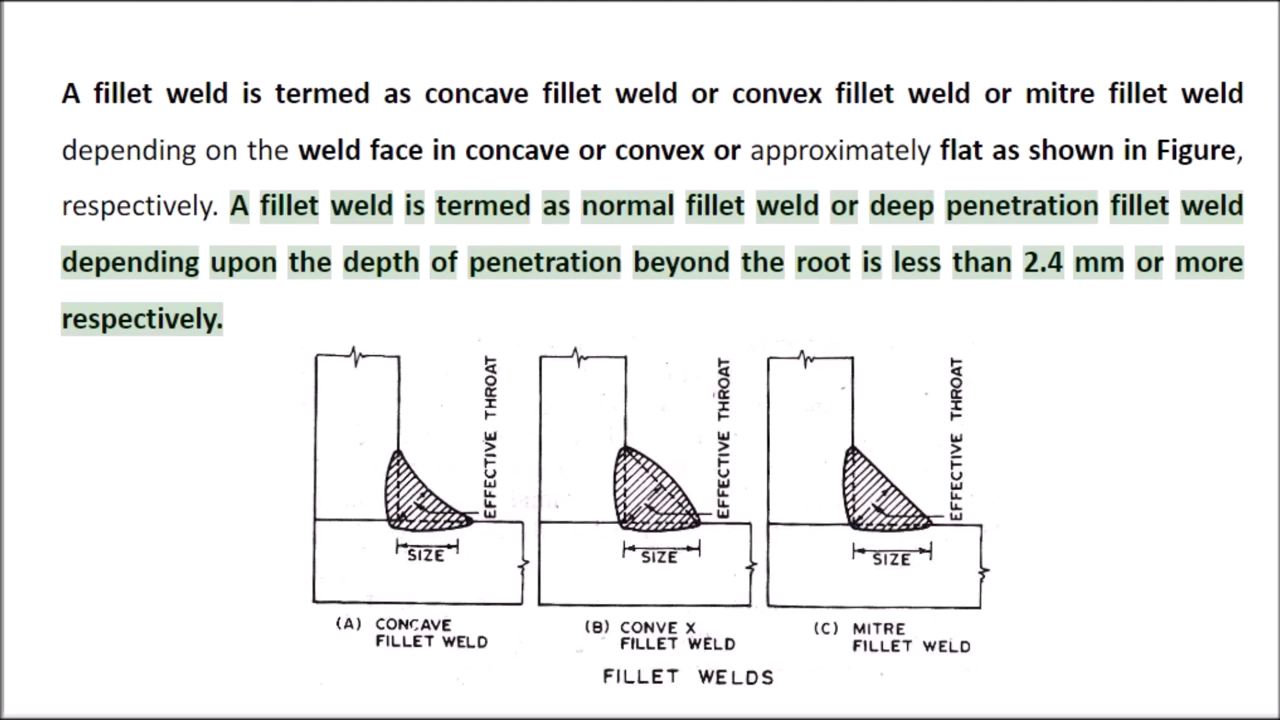 A fillet weld is termed as concave fillet weld or convex fillet weld or mitre fillet weld
depending on the weld face in concave or convex or approximately flat as shown in Figure,
respectively. A fillet weld is termed as normal fillet weld or deep penetration fillet weld
depending upon the depth of penetration beyond the root is less than 2.4 mm or more
respectively.
EFFECTIVE THROAT
EFFECTIVE THROAT
EFFECTIVE THROAT
SIZE
SIZE
SIZE
(A) CONCAVE
FILLET WELD
(B) CONVE X
FILLET WELD
(C) MITRE
FILLET WELD
FILLET WELDS